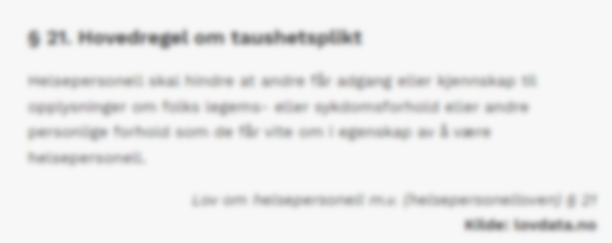 § 21. Hovedregel om taushetsplikt
Helsepersonell skal hindre at andre får adgang eller kjennskap til
opplysninger om folks legems- eller sykdomsforhold eller andre
personlige forhold som de får vite om i egenskap av å være
helsepersonell.
Lov om helsepersonell m.v. (helsepersonelloven) § 21
Kilde: lovdata.no